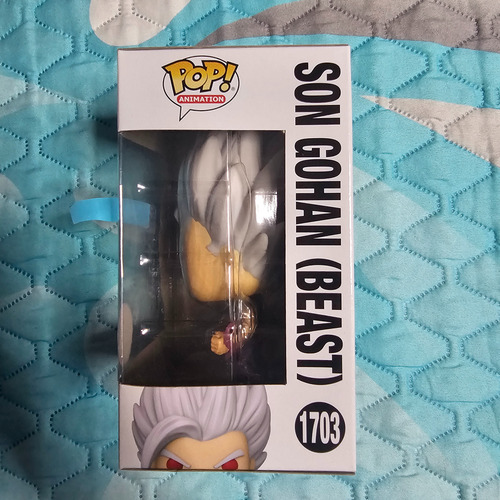 POP!
ANIMATION
SON GOHAN (BEAST)
1703